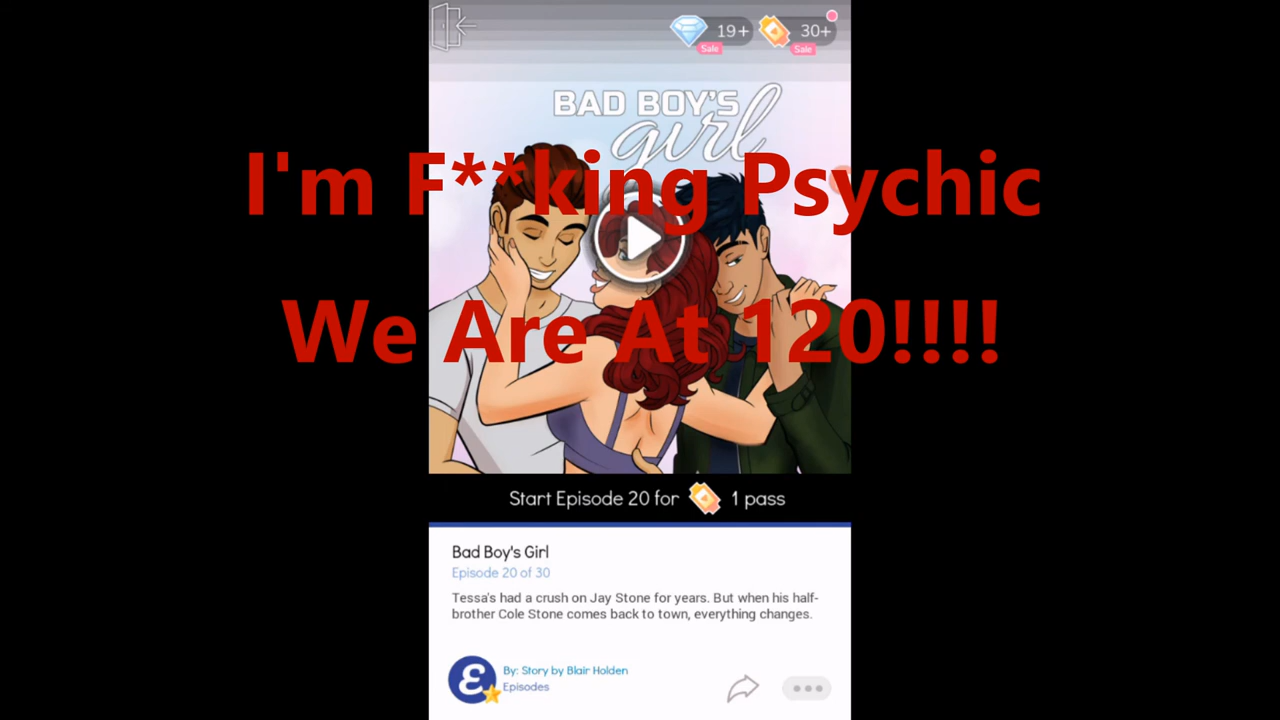 19+ 30+
Sale Sale
BAD BOY'S
girl
I'm F**king Psychic
We Are At 120!!!!
Start Episode 20 for 1 pass
Bad Boy's Girl
Episode 20 of 30
Tessa's had a crush on Jay Stone for years. But when his half-
brother Cole Stone comes back to town, everything changes.
By: Story by Blair Holden
Episodes